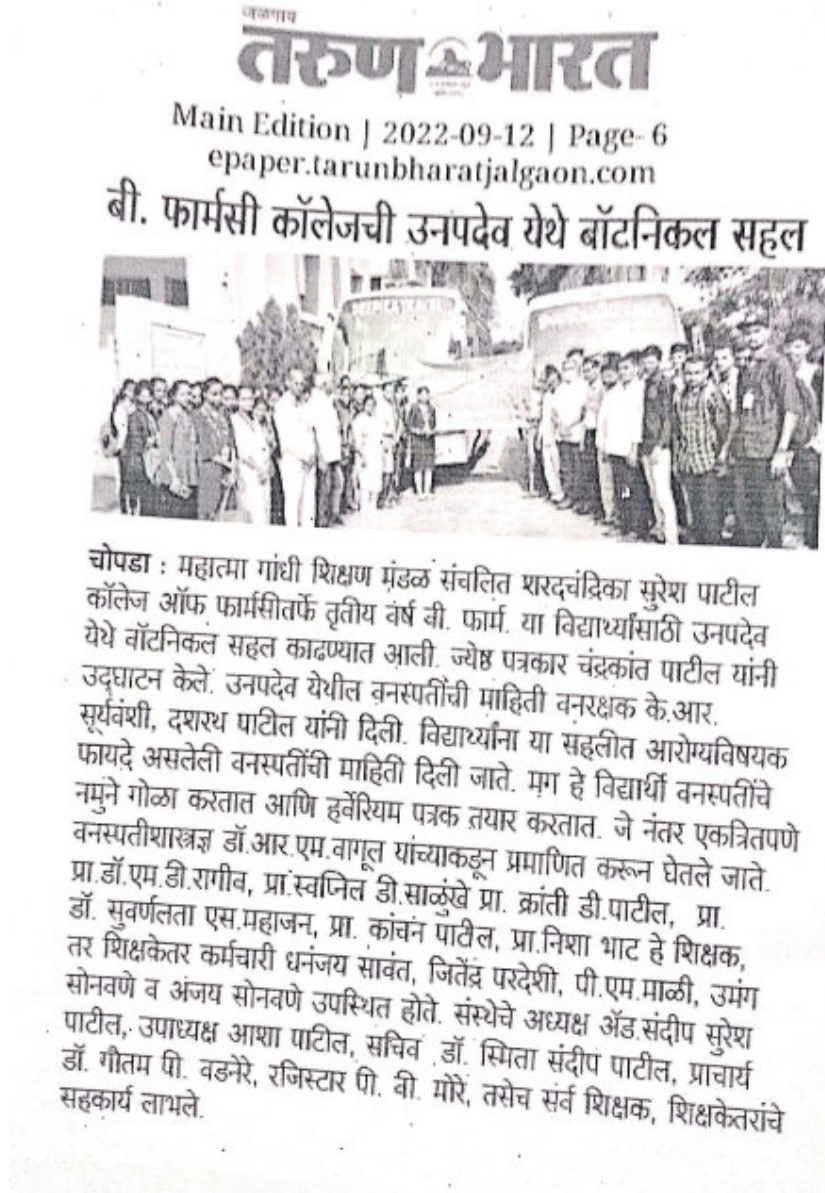 जळगाव
तरुण भारत
Main Edition | 2022-09-12 | Page- 6
epaper.tarunbharatjalgaon.com
बी. फार्मसी कॉलेजची उनपदेव येथे बॉटनिकल सहल
चोपडा : महात्मा गांधी शिक्षण मंडळ संचलित शरदचंद्रिका सुरेश पाटील
कॉलेज ऑफ फार्मसीतर्फे तृतीय वर्ष वी. फार्म. या विद्यार्थ्यांसाठी उनपदेव
येथे वॉटनिकल सहल काढण्यात आली. ज्येष्ठ पत्रकार चंद्रकांत पाटील यांनी
उद्घाटन केले. उनपदेव येथील वनस्पतींची माहिती वनरक्षक के.आर.
सूर्यवंशी, दशरथ पाटील यांनी दिली. विद्यार्थ्यांना या सहलीत आरोग्यविषयक
फायदे असलेली वनस्पतींची माहिती दिली जाते. मग हे विद्यार्थी वनस्पतींचे
नमुने गोळा करतात आणि हर्वेरियम पत्रक तयार करतात. जे नंतर एकत्रितपणे
वनस्पतीशास्त्रज्ञ डॉ.आर.एम.वागूल यांच्याकडून प्रमाणित करून घेतले जाते.
प्रा.डॉ.एम.डी.रागीव, प्रा.स्वप्निल डी.साळुंखे प्रा. क्रांती डी.पाटील, प्रा.
डॉ. सुवर्णलता एस.महाजन, प्रा. कांचन पाटील, प्रा.निशा भाट हे शिक्षक,
तर शिक्षकेतर कर्मचारी धनंजय सावंत, जितेंद्र परदेशी, पी.एम.माळी, उमंग
सोनवणे व अंजय सोनवणे उपस्थित होते. संस्थेचे अध्यक्ष ॲड.संदीप सुरेश
पाटील, उपाध्यक्ष आशा पाटील, सचिव डॉ. स्मिता संदीप पाटील, प्राचार्य
डॉ. गौतम पी. वडनेरे, रजिस्टार पी. वी. मोरे, तसेच सर्व शिक्षक, शिक्षकेतरांचे
सहकार्य लाभले.